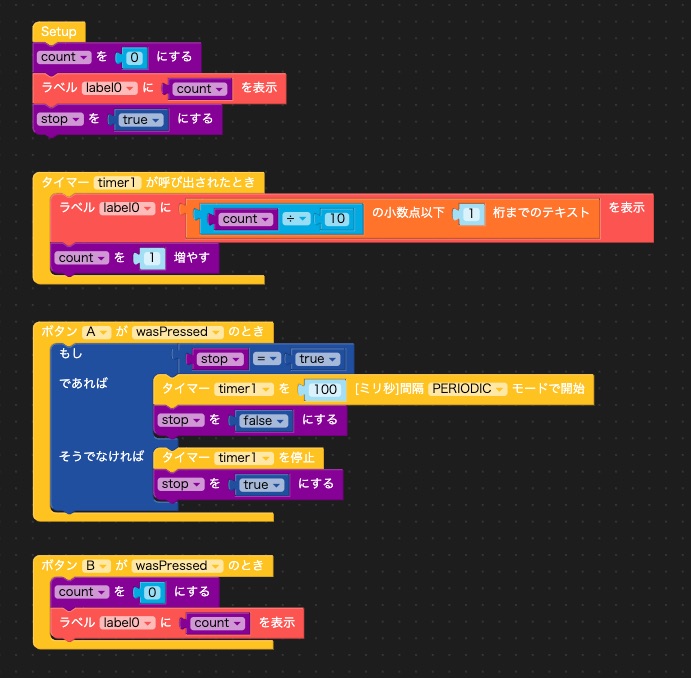 Setup
count を 0 にする
ラベル label0 に count を表示
stop を true にする
タイマー timer1 が呼び出されたとき
ラベル label0 に count ÷ 10 の小数点以下 1 桁までのテキスト を表示
count を 1 増やす
ボタン A が wasPressed のとき
もし stop = true
であれば タイマー timer1 を 100 [ミリ秒]間隔 PERIODIC モードで開始
stop を false にする
そうでなければ タイマー timer1 を停止
stop を true にする
ボタン B が wasPressed のとき
count を 0 にする
ラベル label0 に count を表示